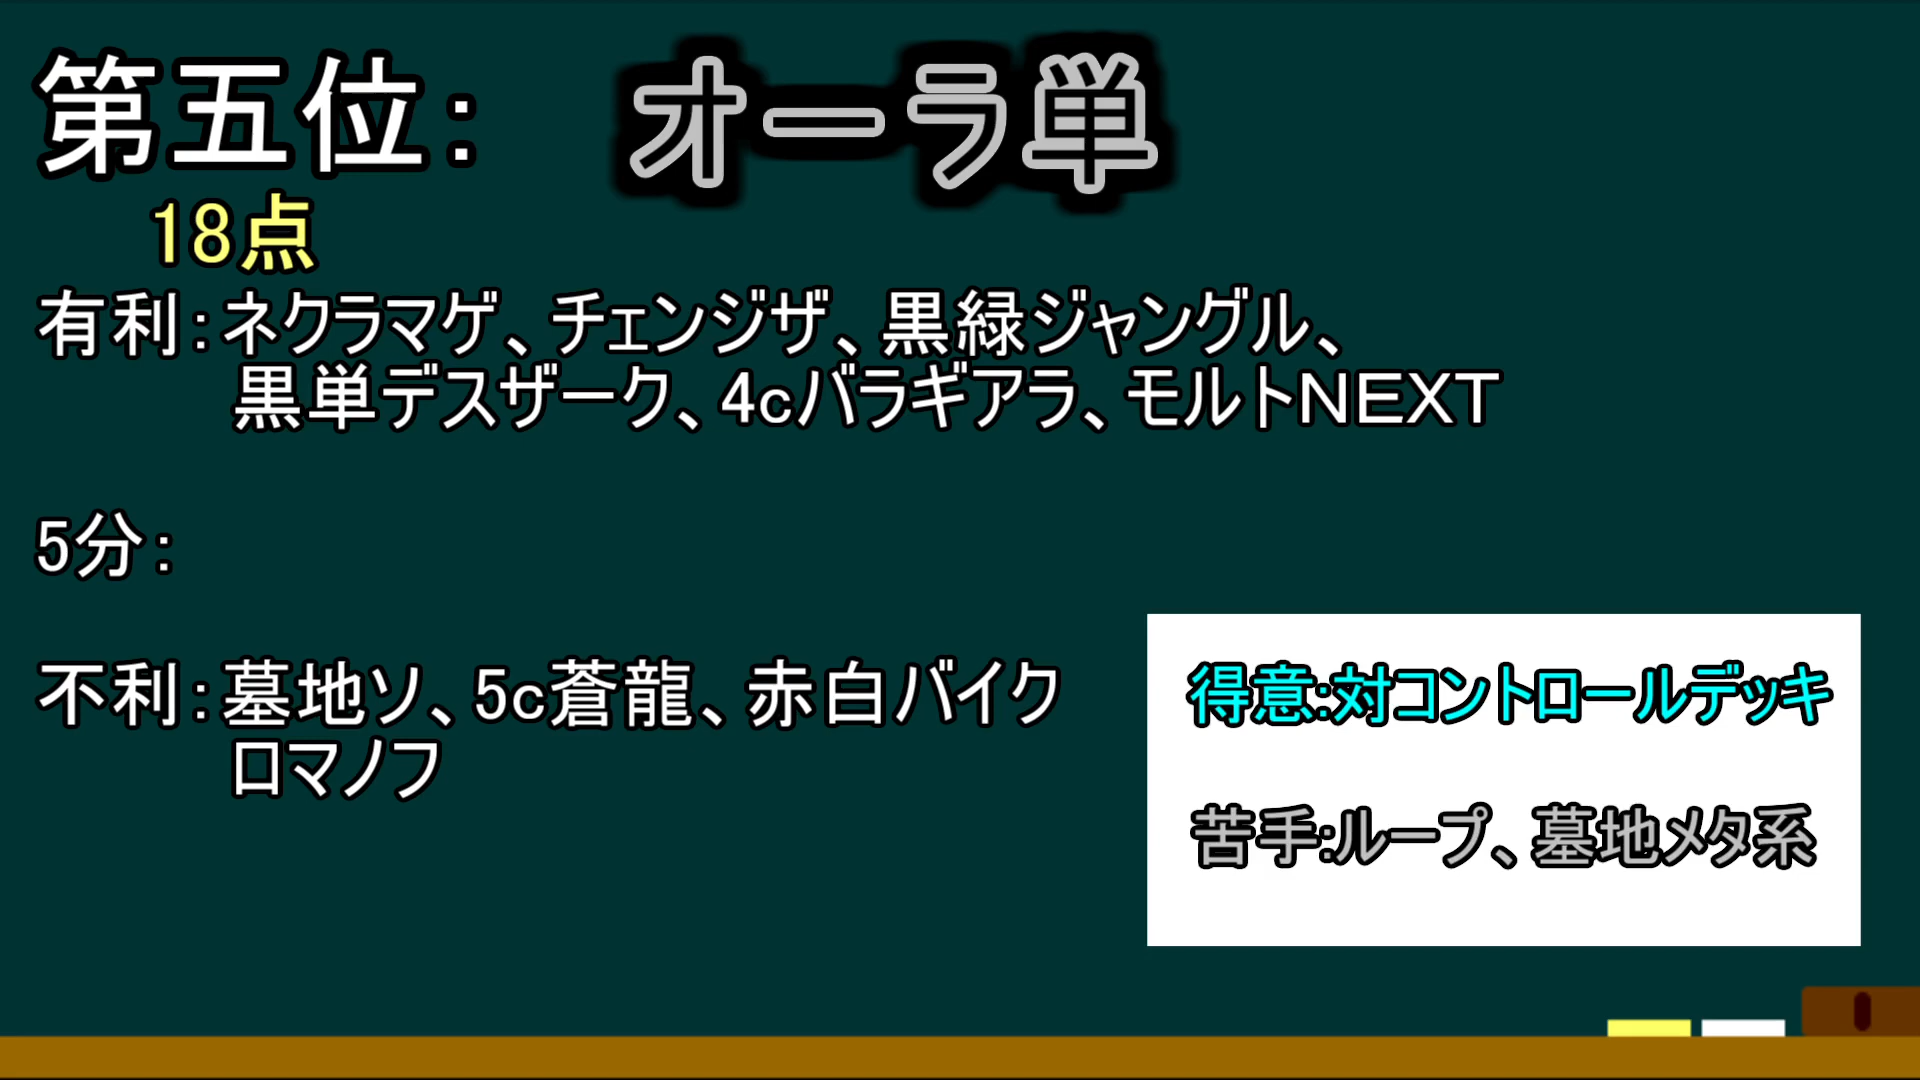 第五位:　オーラ単
18点
有利:ネクラマゲ、チェンジザ、黒緑ジャングル、
黒単デスザーク、4cバラギアラ、モルトNEXT
5分:
不利:墓地ソ、5c蒼龍、赤白バイク
ロマノフ
得意:対コントロールデッキ
苦手:ループ、墓地メタ系